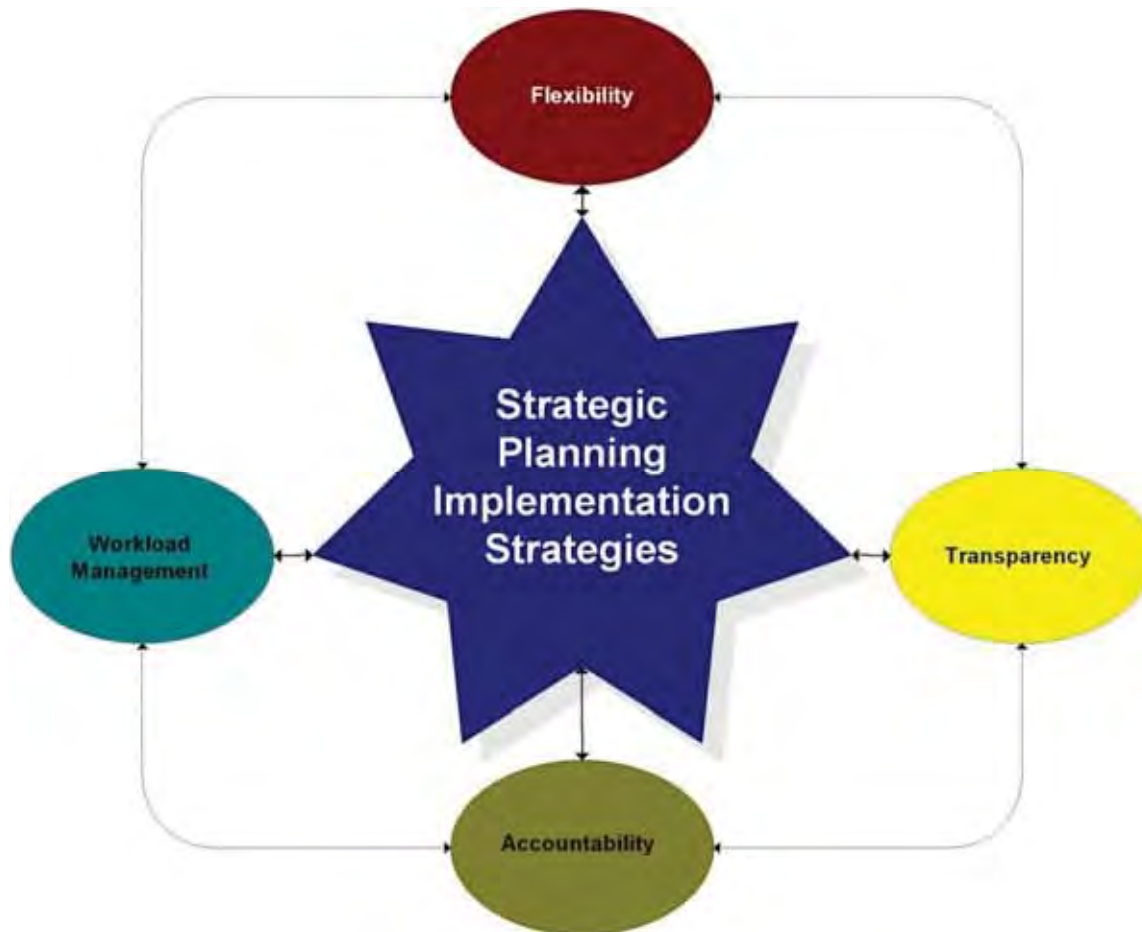 Flexibility
Strategic
Planning
Implementation
Strategies
Workload
Management
Transparency
Accountability